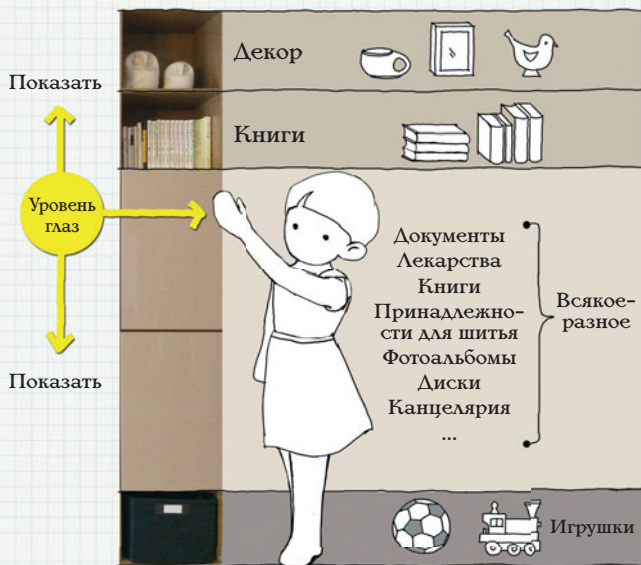 Показать
Уровень
глаз
Показать
Декор
Книги
Документы
Лекарства
Книги
Принадлежно-
сти для шитья
Фотоальбомы
Диски
Канцелярия
...
Всякое-
разное
Игрушки